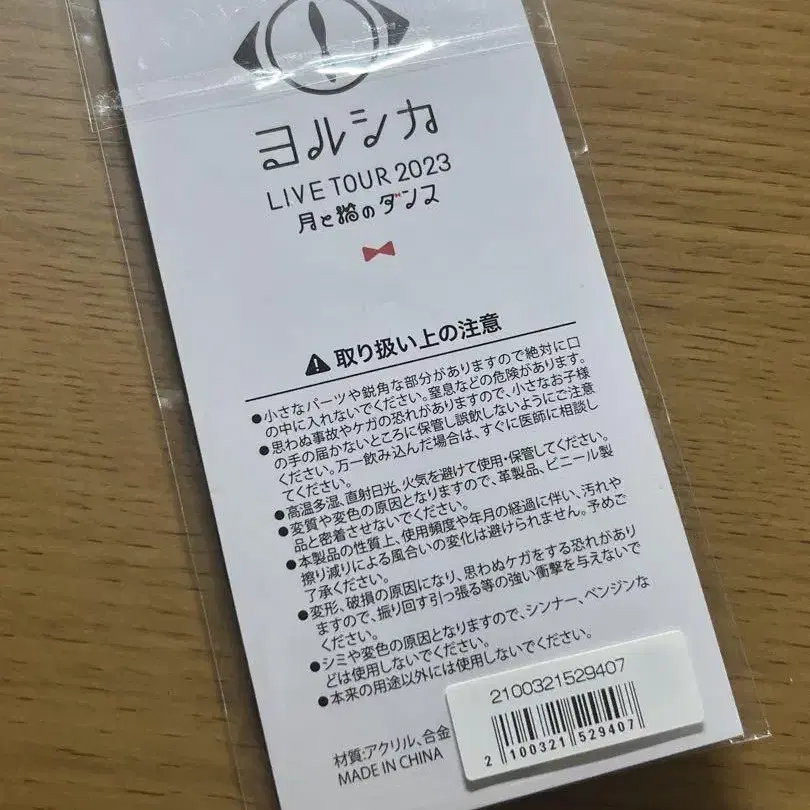 ヨルシカ
LIVE TOUR 2023
月と猫のダンス
取り扱い上の注意
●小さなパーツや鋭角な部分がありますので絶対に口
の中に入れないでください。窒息などの危険があります。
●思わぬ事故やケガの恐れがありますので、小さなお子様
の手の届かないところに保管し誤飲しないようにご注意
ください。万一飲み込んだ場合は、すぐに医師に相談し
てください。
●高温多湿、直射日光、火気を避けて使用・保管してください。
●変質や変色の原因となりますので、革製品、ビニール製
品と密着させないでください。
●本製品の性質上、使用頻度や年月の経過に伴い、汚れや
擦り減りによる風合いの変化は避けられません。予めご
了承ください。
●変形、破損の原因になり、思わぬケガをする恐れがあり
ますので、振り回す引っ張る等の強い衝撃を与えないで
ください。
●シミや変色の原因となりますので、シンナー、ベンジンな
どは使用しないでください。
●本来の用途以外には使用しないでください。
材質:アクリル、合金
MADE IN CHINA
2100321529407
2 100321 529407